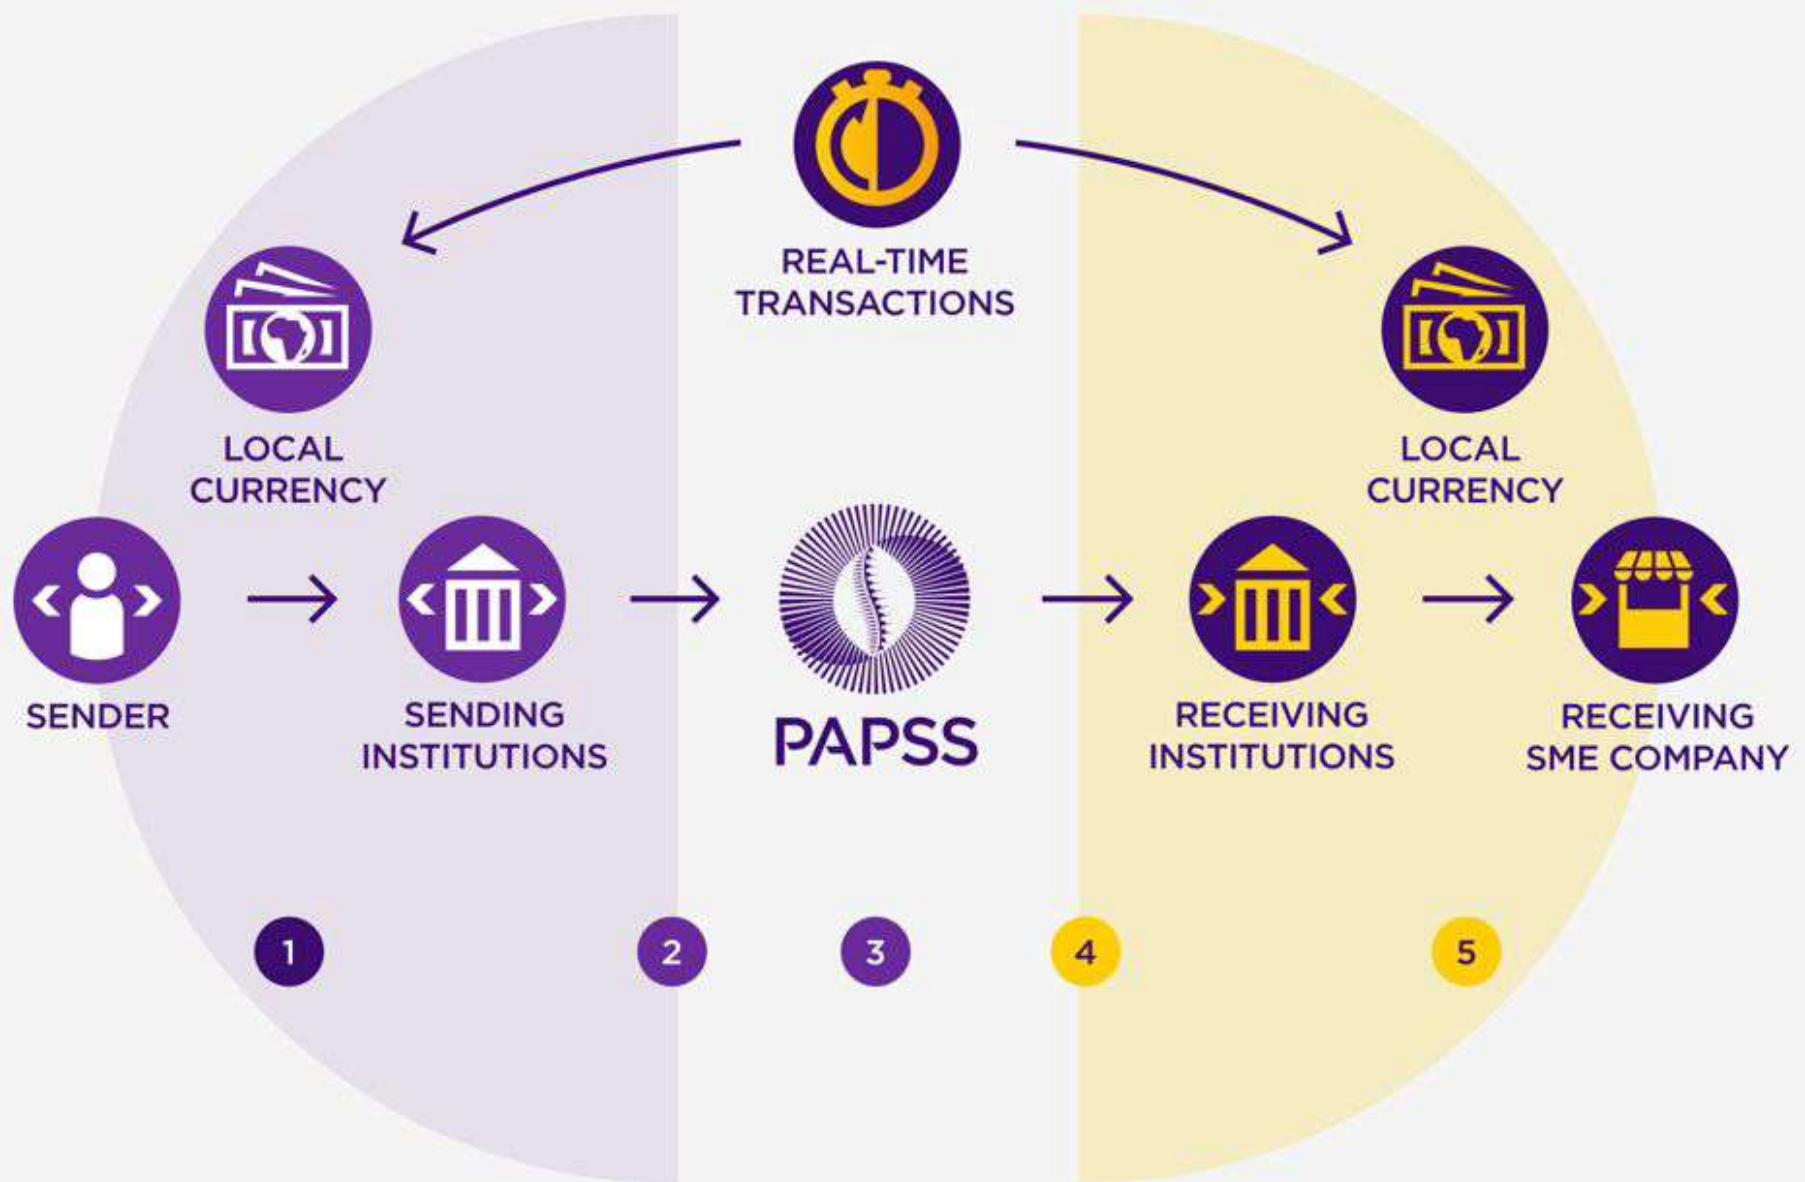 REAL-TIME
TRANSACTIONS
LOCAL
CURRENCY
LOCAL
CURRENCY
SENDER
SENDING
INSTITUTIONS
PAPSS
RECEIVING
INSTITUTIONS
RECEIVING
SME COMPANY
1
2
3
4
5